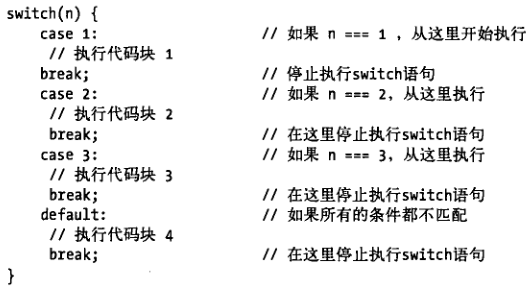 switch(n) {
    case 1:                         // 如果 n === 1 ，从这里开始执行
     // 执行代码块 1
    break;                          // 停止执行switch语句
    case 2:                         // 如果 n === 2，从这里执行
     // 执行代码块 2
     break;                         // 在这里停止执行switch语句
    case 3:                         // 如果 n === 3，从这里执行
     // 执行代码块 3
     break;                         // 在这里停止执行switch语句
    default:                        // 如果所有的条件都不匹配
     // 执行代码块 4
     break;                         // 在这里停止执行switch语句
}